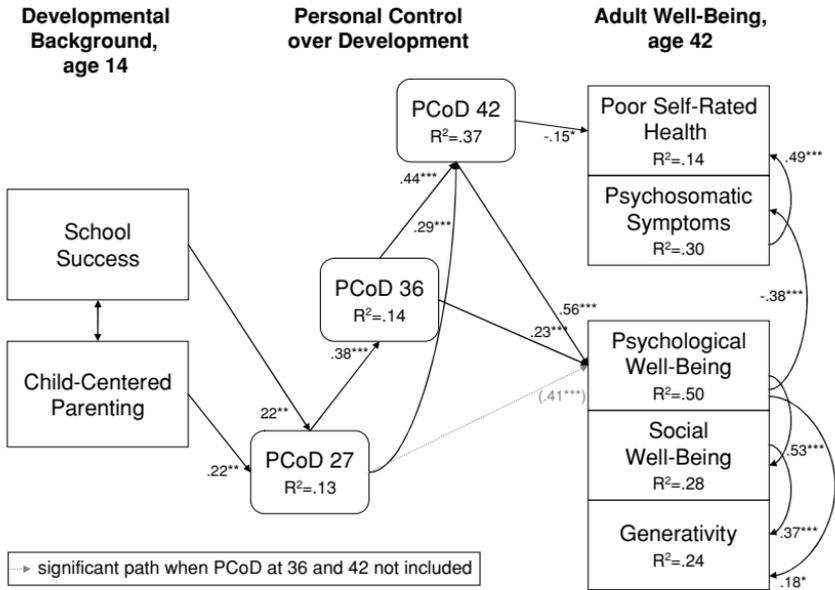 Developmental
Background,
age 14
Personal Control
over Development
Adult Well-Being,
age 42
PCoD 42
R²=.37
-.15*
Poor Self-Rated
Health
R²=.14
.49***
.44***
Psychosomatic
Symptoms
R²=.30
School
Success
.29***
PCoD 36
R²=.14
-.38***
.56***
.23***
Psychological
Well-Being
R²=.50
.38***
Child-Centered
Parenting
(.41***)
22**
Social
Well-Being
R²=.28
.53***
PCoD 27
R²=.13
.22**
Generativity
R²=.24
.37***
.18*
significant path when PCoD at 36 and 42 not included